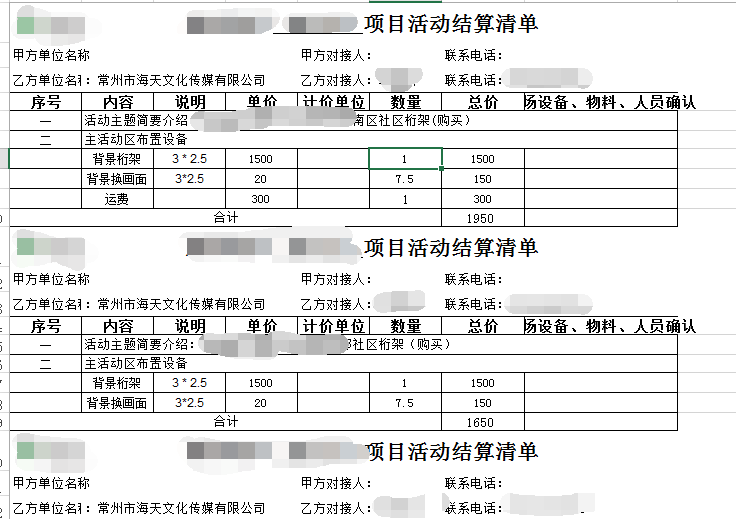 项目活动结算清单
甲方单位名称 甲方对接人: 联系电话:
乙方单位名称: 常州市海天文化传媒有限公司 乙方对接人: 联系电话:
序号 内容 说明 单价 计价单位 数量 总价 场设备、物料、人员确认
一 活动主题简要介绍: 南区社区桁架(购买)
二 主活动区布置设备
背景桁架 3*2.5 1500 1 1500
背景换画面 3*2.5 20 7.5 150
运费 300 1 300
合计 1950
项目活动结算清单
甲方单位名称 甲方对接人: 联系电话:
乙方单位名称: 常州市海天文化传媒有限公司 乙方对接人: 联系电话:
序号 内容 说明 单价 计价单位 数量 总价 场设备、物料、人员确认
一 活动主题简要介绍: 社区桁架(购买)
二 主活动区布置设备
背景桁架 3*2.5 1500 1 1500
背景换画面 3*2.5 20 7.5 150
合计 1650
项目活动结算清单
甲方单位名称 甲方对接人: 联系电话:
乙方单位名称: 常州市海天文化传媒有限公司 乙方对接人: 联系电话: